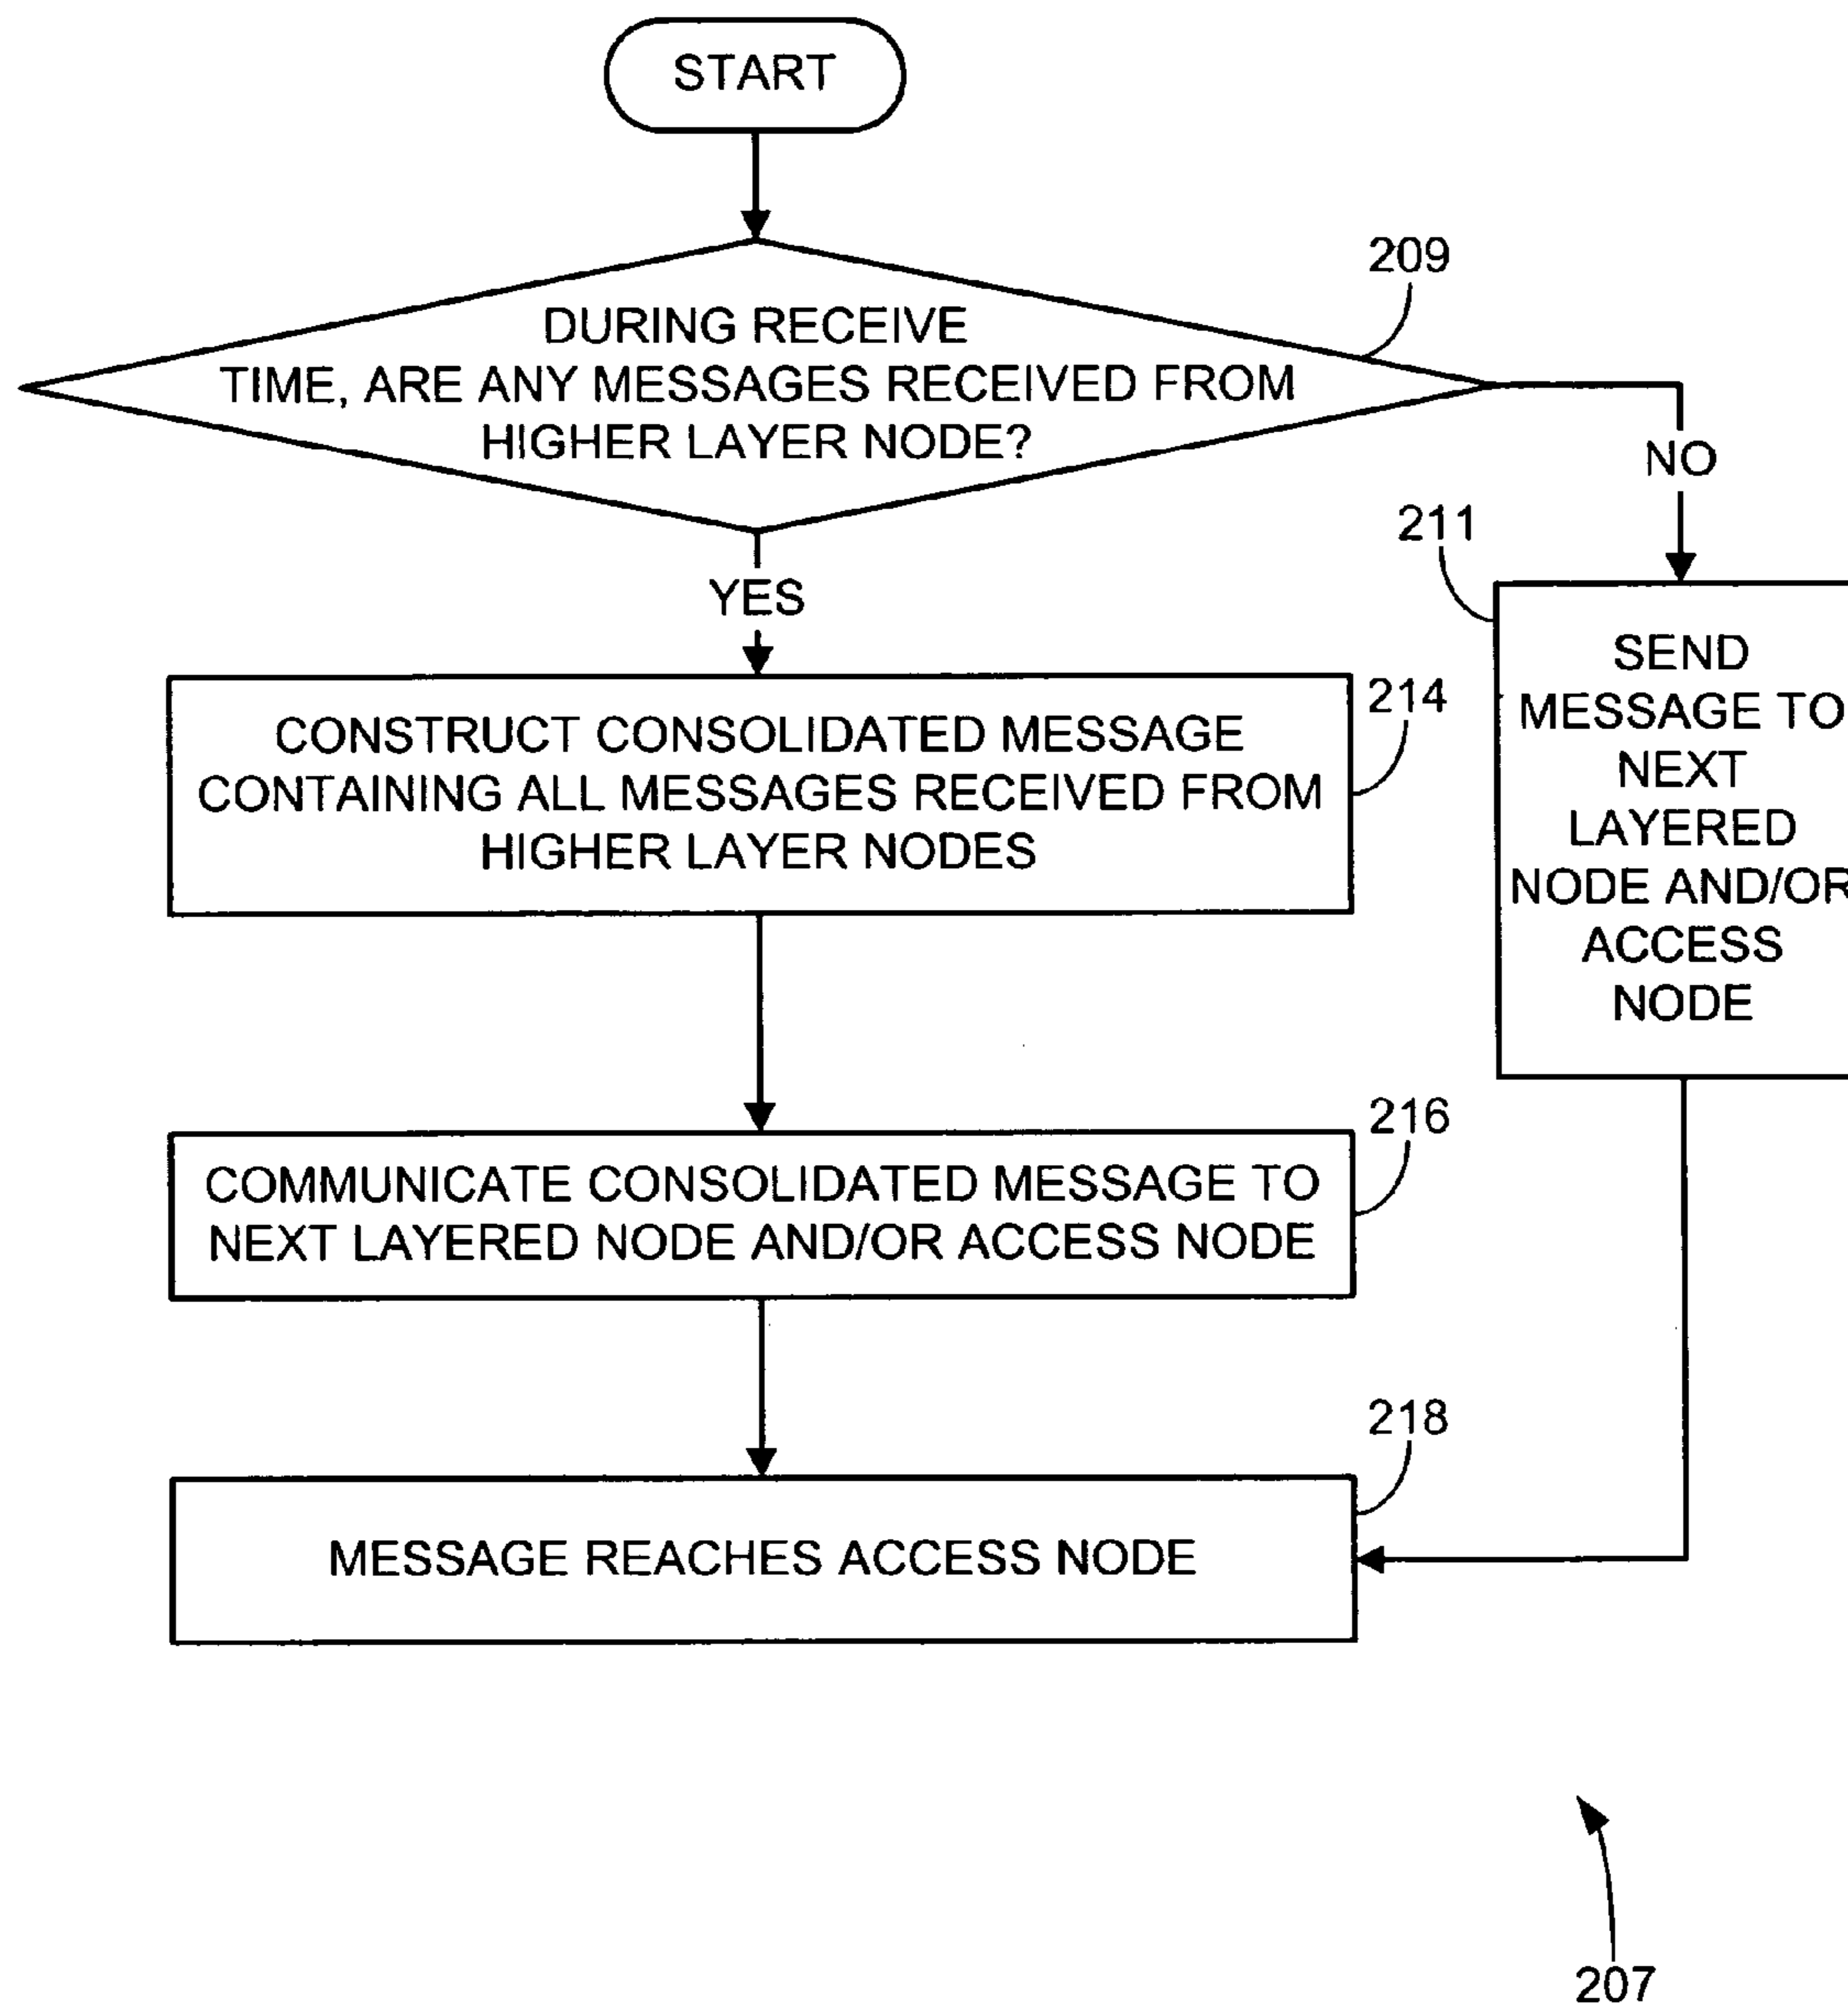 START
209
DURING RECEIVE
TIME, ARE ANY MESSAGES RECEIVED FROM
HIGHER LAYER NODE?
NO
YES
211
SEND
MESSAGE TO
NEXT
LAYERED
NODE AND/OR
ACCESS
NODE
214
CONSTRUCT CONSOLIDATED MESSAGE
CONTAINING ALL MESSAGES RECEIVED FROM
HIGHER LAYER NODES
216
COMMUNICATE CONSOLIDATED MESSAGE TO
NEXT LAYERED NODE AND/OR ACCESS NODE
218
MESSAGE REACHES ACCESS NODE
207